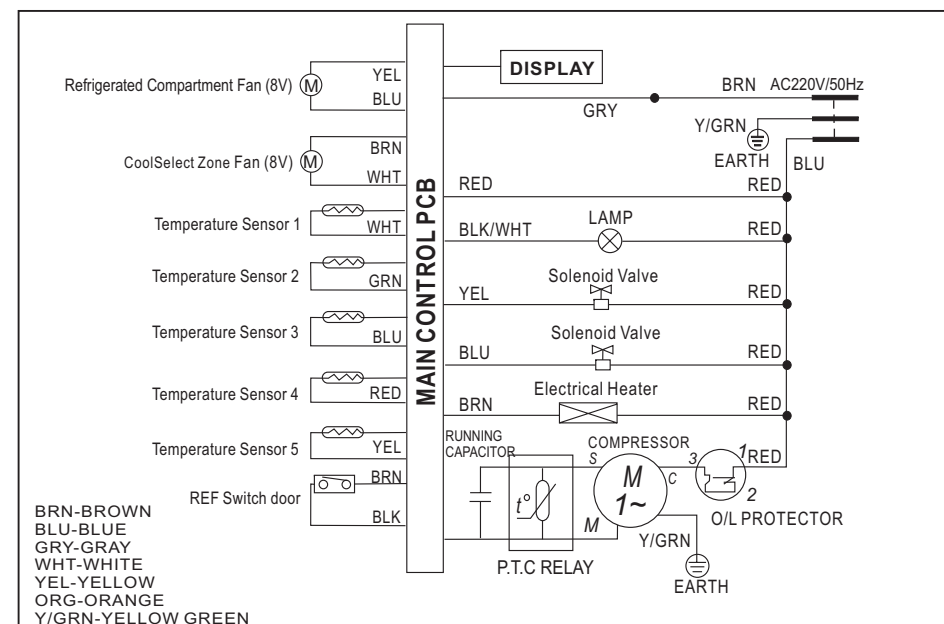 Refrigerated Compartment Fan (8V)
M
YEL
BLU
DISPLAY
GRY
BRN
AC220V/50Hz
Y/GRN
EARTH
BLU
CoolSelect Zone Fan (8V)
M
BRN
WHT
MAIN CONTROL PCB
RED
RED
Temperature Sensor 1
WHT
BLK/WHT
LAMP
RED
Temperature Sensor 2
GRN
YEL
Solenoid Valve
RED
Temperature Sensor 3
BLU
BLU
Solenoid Valve
RED
Temperature Sensor 4
RED
BRN
Electrical Heater
RED
Temperature Sensor 5
YEL
RUNNING
CAPACITOR
S
COMPRESSOR
M
1~
C
M
3
1
RED
2
O/L PROTECTOR
REF Switch door
BRN
BLK
t°
P.T.C RELAY
Y/GRN
EARTH
BRN-BROWN
BLU-BLUE
GRY-GRAY
WHT-WHITE
YEL-YELLOW
ORG-ORANGE
Y/GRN-YELLOW GREEN